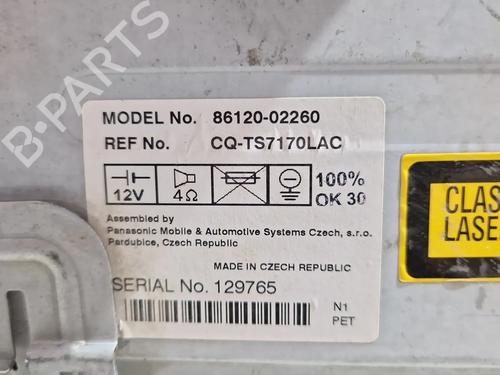 B-PARTS
MODEL No. 86120-02260
REF No. CQ-TS7170LAC
12V 4Ω 100%
OK 30
Assembled by
Panasonic Mobile & Automotive Systems Czech, s.r.o.
Pardubice, Czech Republic
MADE IN CZECH REPUBLIC
SERIAL No. 129765
N1
PET
CLAS
LASE